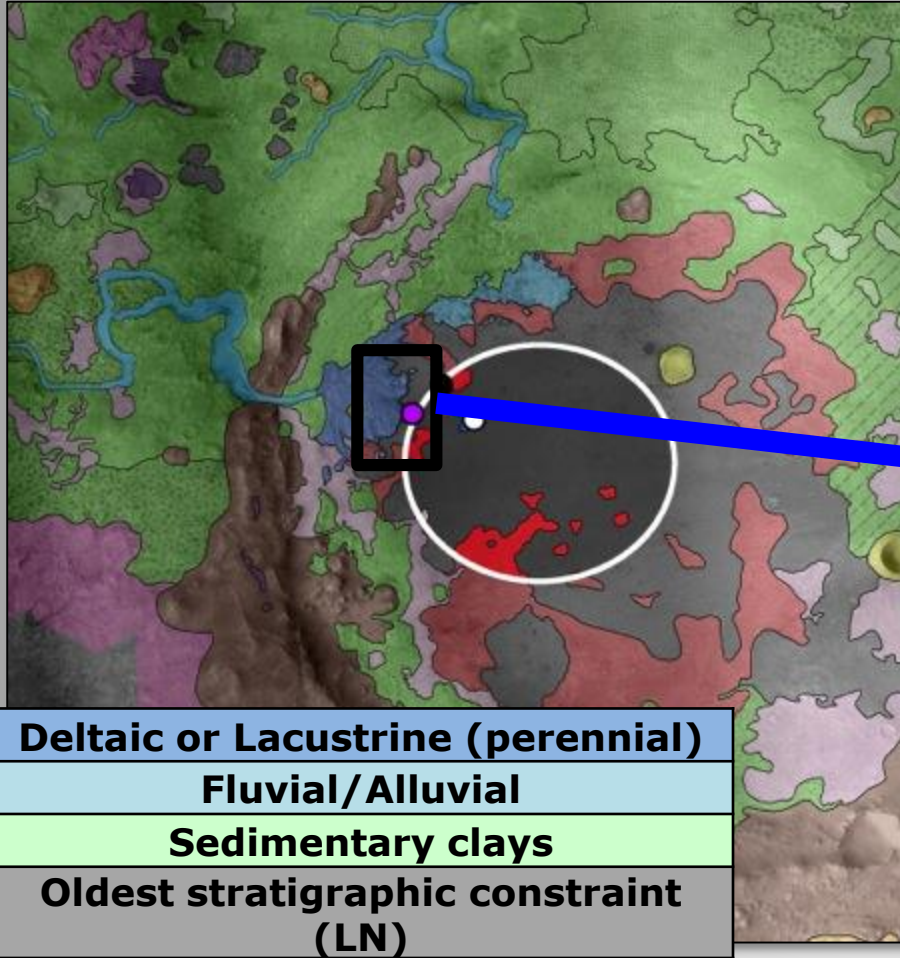 Deltaic or Lacustrine (perennial)
Fluvial/Alluvial
Sedimentary clays
Oldest stratigraphic constraint
(LN)